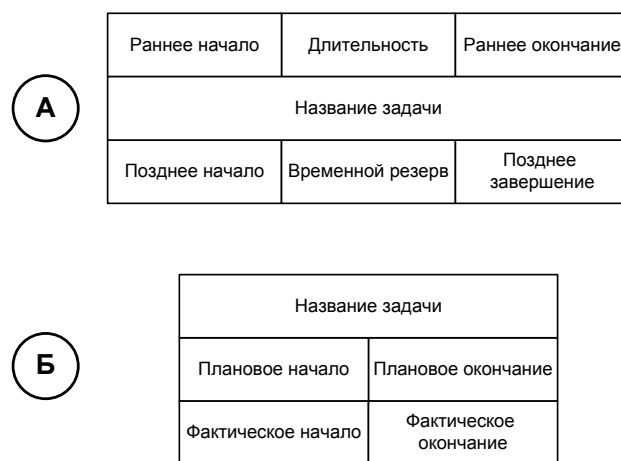 Раннее начало
Длительность
Раннее окончание
А
Название задачи
Позднее начало
Временной резерв
Позднее
завершение
Название задачи
Б
Плановое начало
Плановое окончание
Фактическое начало
Фактическое
окончание